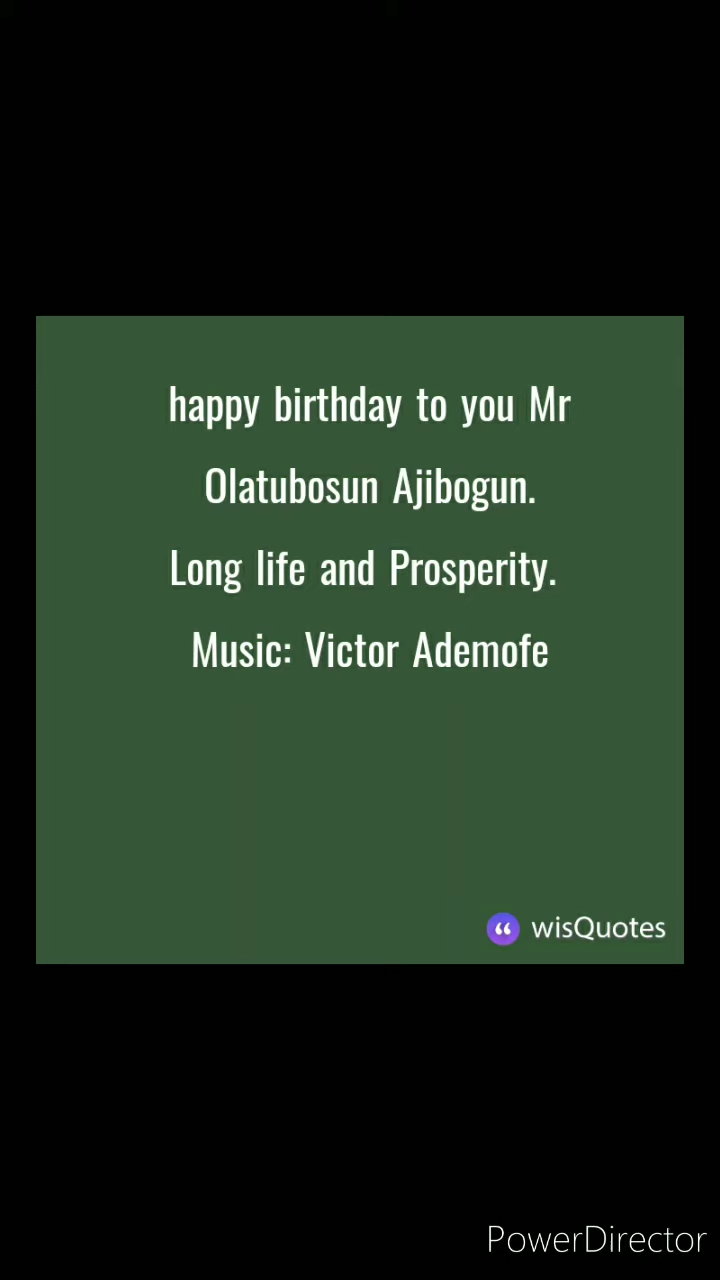 happy birthday to you Mr
Olatubosun Ajibogun.
Long life and Prosperity.
Music: Victor Ademofe
“ wisQuotes
PowerDirector